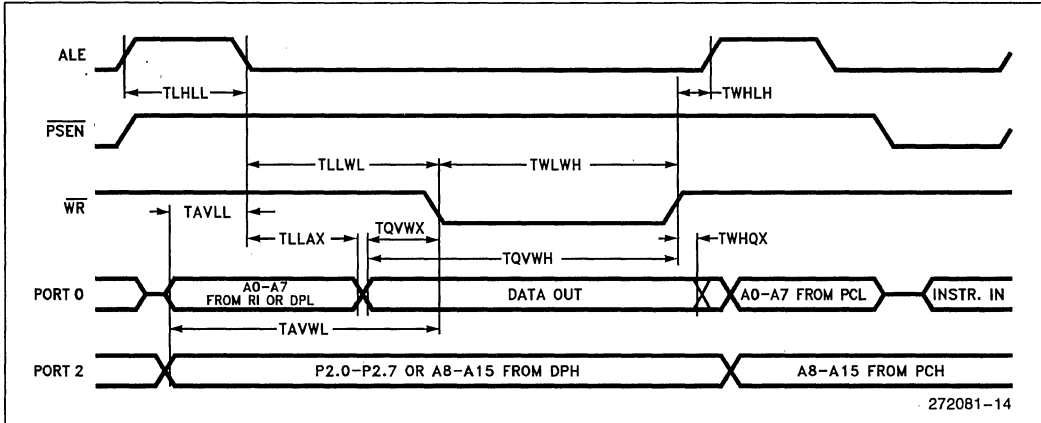 ALE
TLHLL
TWHLH
PSEN
TLLWL
TWLWH
WR
TAVLL
TQVWX
TLLAX
TWHQX
TQVWH
PORT 0
A0–A7
FROM RI OR DPL
DATA OUT
A0–A7 FROM PCL
INSTR. IN
TAVWL
PORT 2
P2.0–P2.7 OR A8–A15 FROM DPH
A8–A15 FROM PCH
272081–14